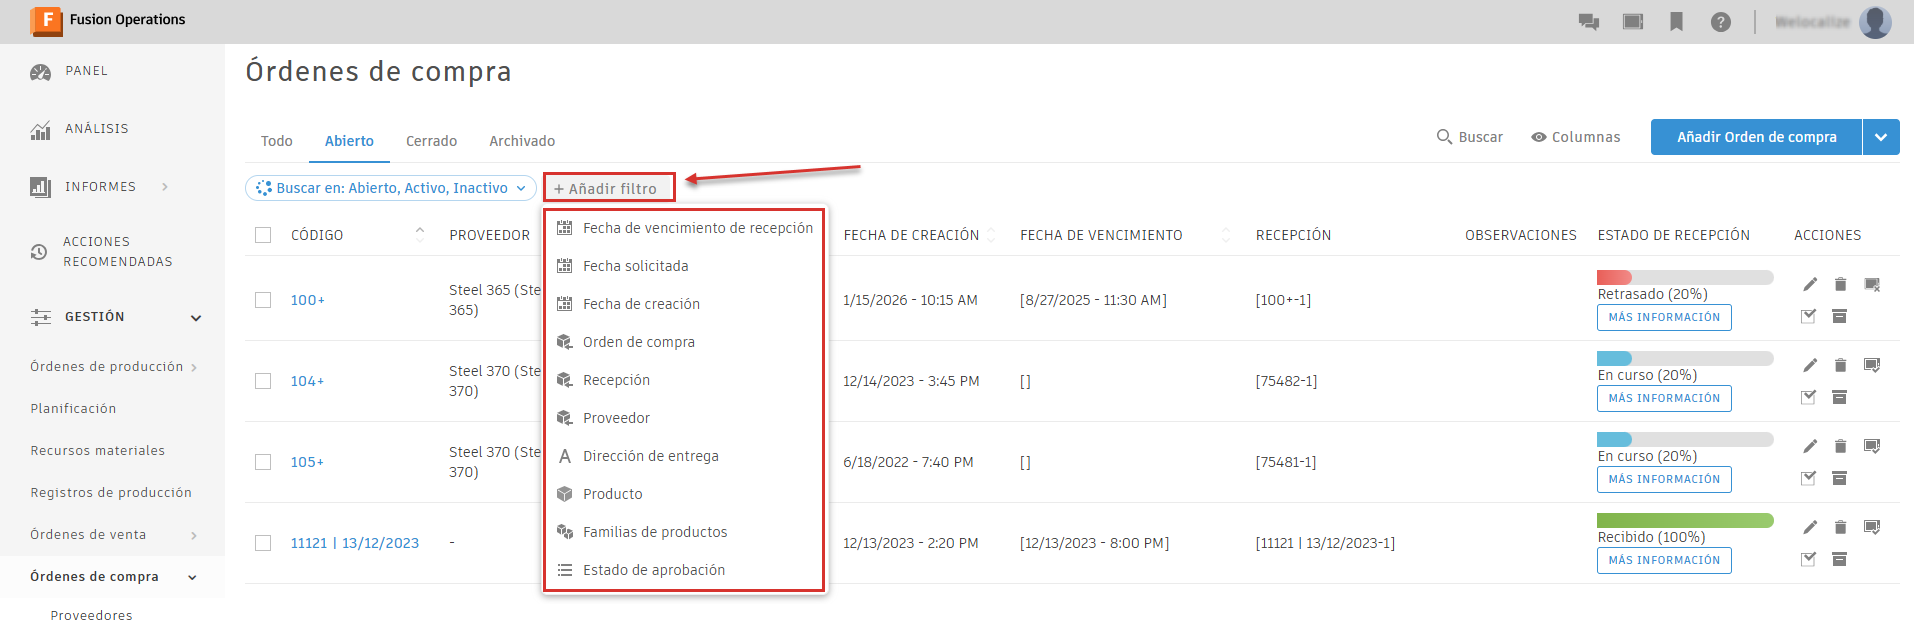 F Fusion Operations
PANEL
ANÁLISIS
INFORMES
ACCIONES
RECOMENDADAS
GESTIÓN
Órdenes de producción
Planificación
Recursos materiales
Registros de producción
Órdenes de venta
Órdenes de compra
Proveedores
Órdenes de compra
Todo Abierto Cerrado Archivado
Buscar Columnas Añadir Orden de compra
Buscar en: Abierto, Activo, Inactivo + Añadir filtro
Fecha de vencimiento de recepción
Fecha solicitada
Fecha de creación
Orden de compra
Recepción
Proveedor
A Dirección de entrega
Producto
Familias de productos
Estado de aprobación
CÓDIGO PROVEEDOR FECHA DE CREACIÓN FECHA DE VENCIMIENTO RECEPCIÓN OBSERVACIONES ESTADO DE RECEPCIÓN ACCIONES
100+ Steel 365 (Ste 1/15/2026 - 10:15 AM [8/27/2025 - 11:30 AM] [100+-1] Retrasado (20%)
365) MÁS INFORMACIÓN
104+ Steel 370 (Ste 12/14/2023 - 3:45 PM [] [75482-1] En curso (20%)
370) MÁS INFORMACIÓN
105+ Steel 370 (Ste 6/18/2022 - 7:40 PM [] [75481-1] En curso (20%)
370) MÁS INFORMACIÓN
11121 | 13/12/2023 - 12/13/2023 - 2:20 PM [12/13/2023 - 8:00 PM] [11121 | 13/12/2023-1] Recibido (100%)
MÁS INFORMACIÓN